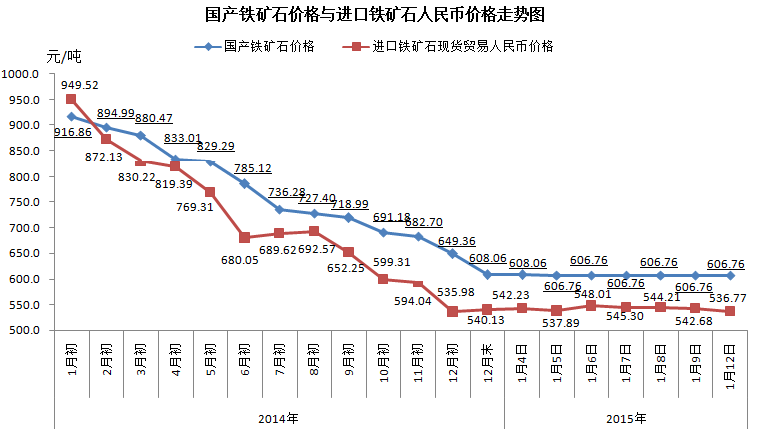 国产铁矿石价格与进口铁矿石人民币价格走势图
元/吨
国产铁矿石价格
进口铁矿石现货贸易人民币价格
1000.0
950.0
900.0
850.0
800.0
750.0
700.0
650.0
600.0
550.0
500.0
916.86
894.99
880.47
833.01
829.29
785.12
736.28
727.40
718.99
691.18
682.70
649.36
608.06
608.06
606.76
606.76
606.76
606.76
606.76
606.76
949.52
872.13
830.22
819.39
769.31
680.05
689.62
692.57
652.25
599.31
594.04
535.98
540.13
542.23
537.89
548.01
545.30
544.21
542.68
536.77
1月初
2月初
3月初
4月初
5月初
6月初
7月初
8月初
9月初
10月初
11月初
12月初
12月末
1月4日
1月5日
1月6日
1月7日
1月8日
1月9日
1月12日
2014年
2015年